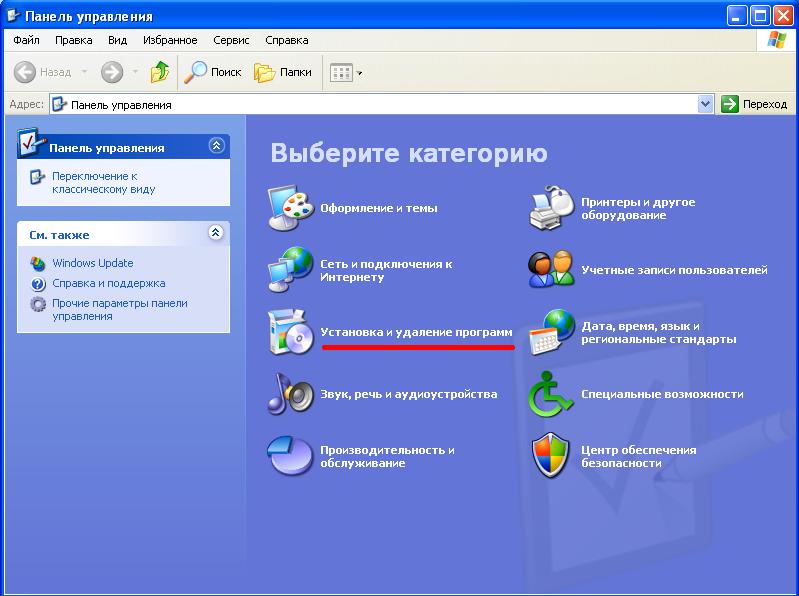 Панель управления
Файл Правка Вид Избранное Сервис Справка
Назад Поиск Папки
Адрес: Панель управления Переход
Панель управления
Переключение к
классическому виду
См. также
Windows Update
Справка и поддержка
Прочие параметры панели
управления
Выберите категорию
Оформление и темы
Принтеры и другое
оборудование
Сеть и подключения к
Интернету
Учетные записи пользователей
Установка и удаление программ
Дата, время, язык и
региональные стандарты
Звук, речь и аудиоустройства
Специальные возможности
Производительность и
обслуживание
Центр обеспечения
безопасности